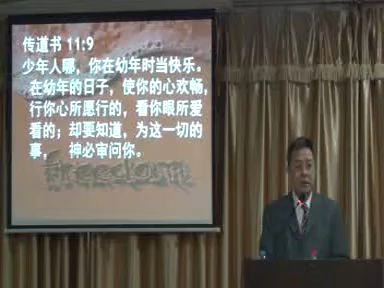 传道书 11:9
少年人哪，你在幼年时当快乐。
在幼年的日子，使你的心欢畅，
行你心所愿行的，看你眼所爱
看的；却要知道，为这一切的
事，　神必审问你。
Freedom